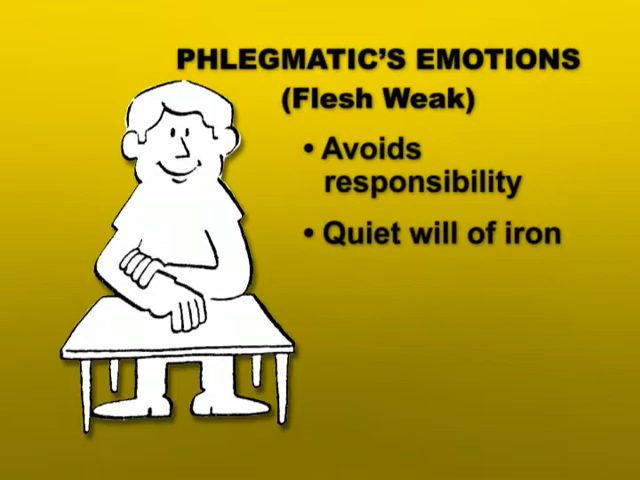 PHLEGMATIC'S EMOTIONS
(Flesh Weak)
• Avoids
responsibility
• Quiet will of iron